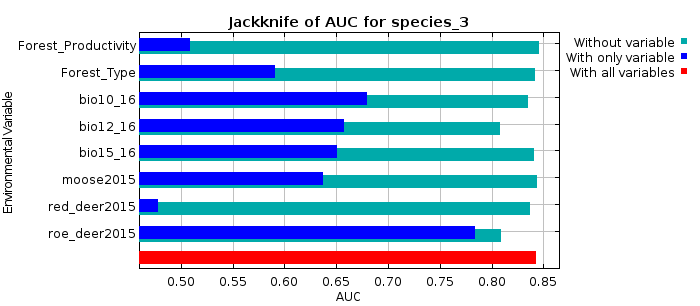 Jackknife of AUC for species_3
Forest_Productivity
Forest_Type
bio10_16
bio12_16
bio15_16
moose2015
red_deer2015
roe_deer2015
Environmental Variable
0.50 0.55 0.60 0.65 0.70 0.75 0.80 0.85
AUC
Without variable
With only variable
With all variables